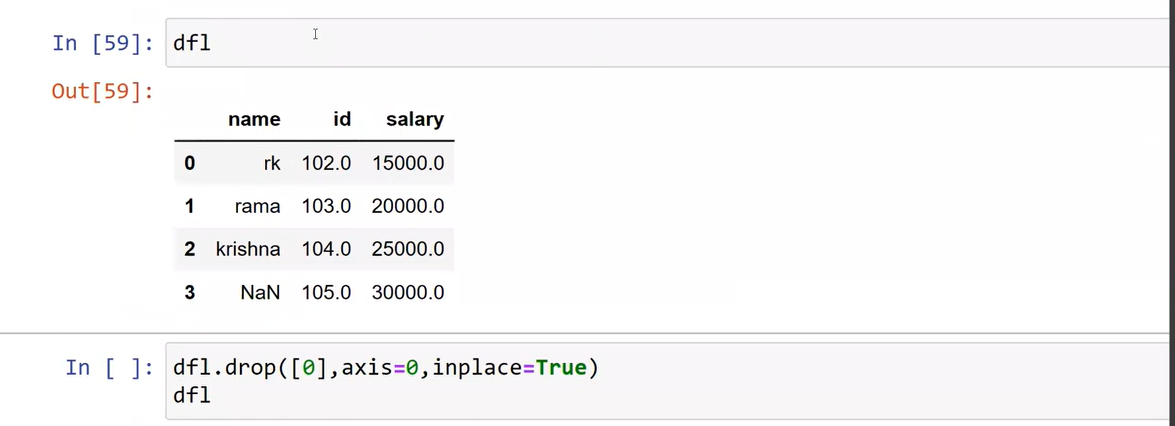 In [59]: dfl
Out[59]:
name id salary
0 rk 102.0 15000.0
1 rama 103.0 20000.0
2 krishna 104.0 25000.0
3 NaN 105.0 30000.0
In [ ]: dfl.drop([0],axis=0,inplace=True)
dfl